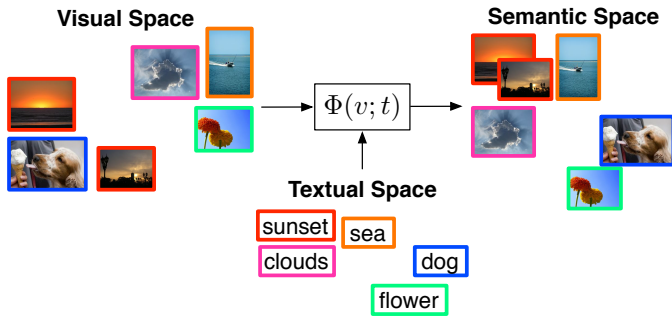 Visual Space
Semantic Space
Φ(v; t)
Textual Space
sunset
sea
clouds
dog
flower